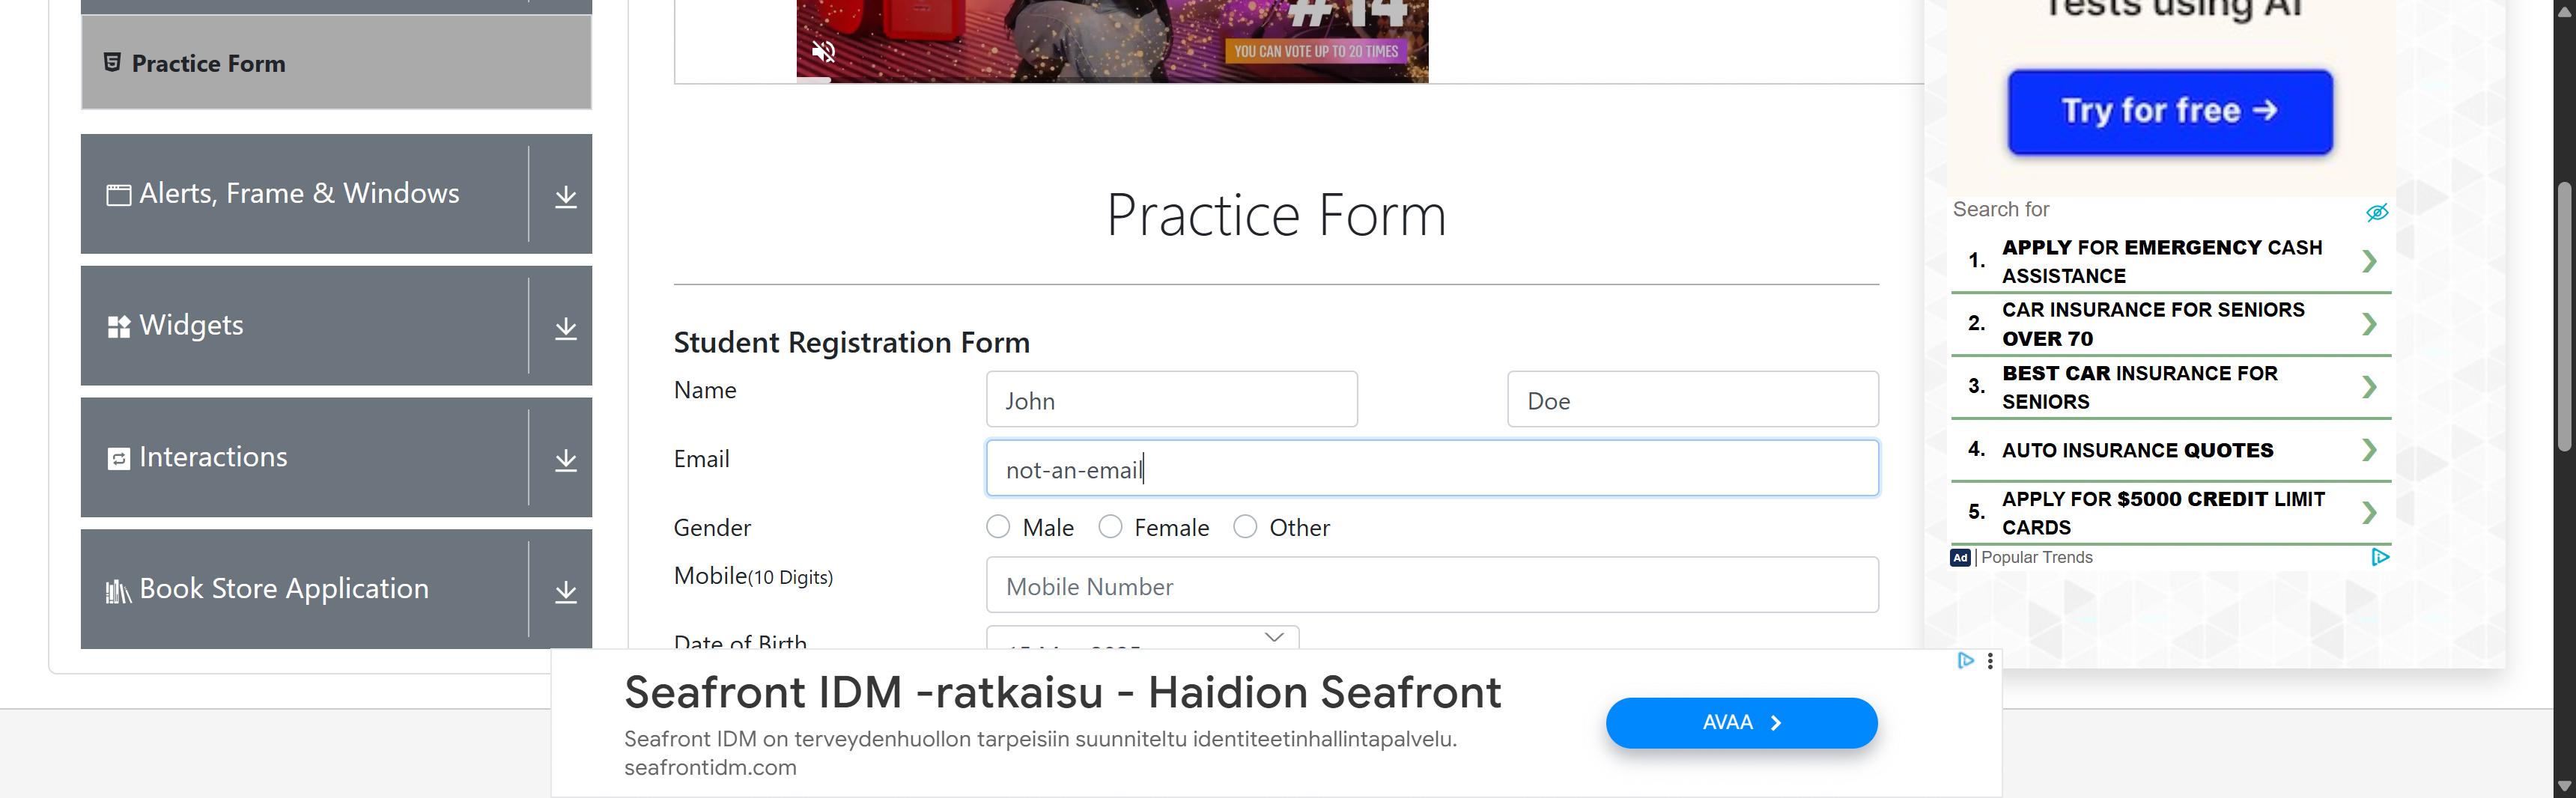 Practice Form
Alerts, Frame & Windows
Widgets
Interactions
Book Store Application
#14
YOU CAN VOTE UP TO 20 TIMES
Practice Form
Student Registration Form
Name
John
Doe
Email
not-an-email
Gender
Male
Female
Other
Mobile(10 Digits)
Mobile Number
Date of Birth
Tests using AI
Try for free →
Search for
1. APPLY FOR EMERGENCY CASH
ASSISTANCE
2. CAR INSURANCE FOR SENIORS
OVER 70
3. BEST CAR INSURANCE FOR
SENIORS
4. AUTO INSURANCE QUOTES
5. APPLY FOR $5000 CREDIT LIMIT
CARDS
Ad | Popular Trends
Seafront IDM -ratkaisu - Haidion Seafront
Seafront IDM on terveydenhuollon tarpeisiin suunniteltu identiteetinhallintapalvelu.
seafrontidm.com
AVAA